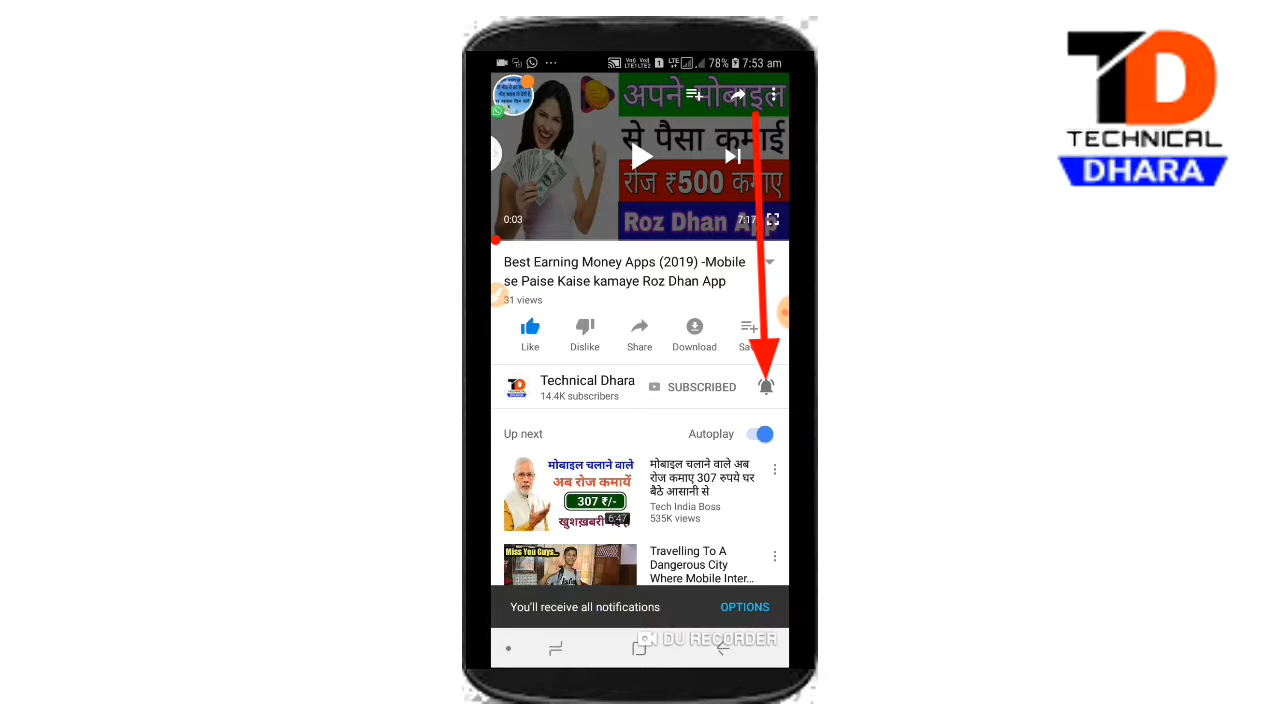 TD
TECHNICAL
DHARA
78% 7:53 am
अपने मोबाइल
से पैसा कमाई
रोज ₹500 कमाए
Roz Dhan App
0:03
7:17
Best Earning Money Apps (2019) -Mobile
se Paise Kaise kamaye Roz Dhan App
31 views
Like
Dislike
Share
Download
Technical Dhara
SUBSCRIBED
14.4K subscribers
Up next
Autoplay
मोबाइल चलाने वाले
अब रोज कमायें
307 ₹/-
6:47
मोबाइल चलाने वाले अब
रोज कमाए 307 रुपये घर
बैठे आसानी से
Tech India Boss
535K views
Miss You Guys...
Travelling To A
Dangerous City
Where Mobile Inter...
You'll receive all notifications
OPTIONS
DU RECORDER